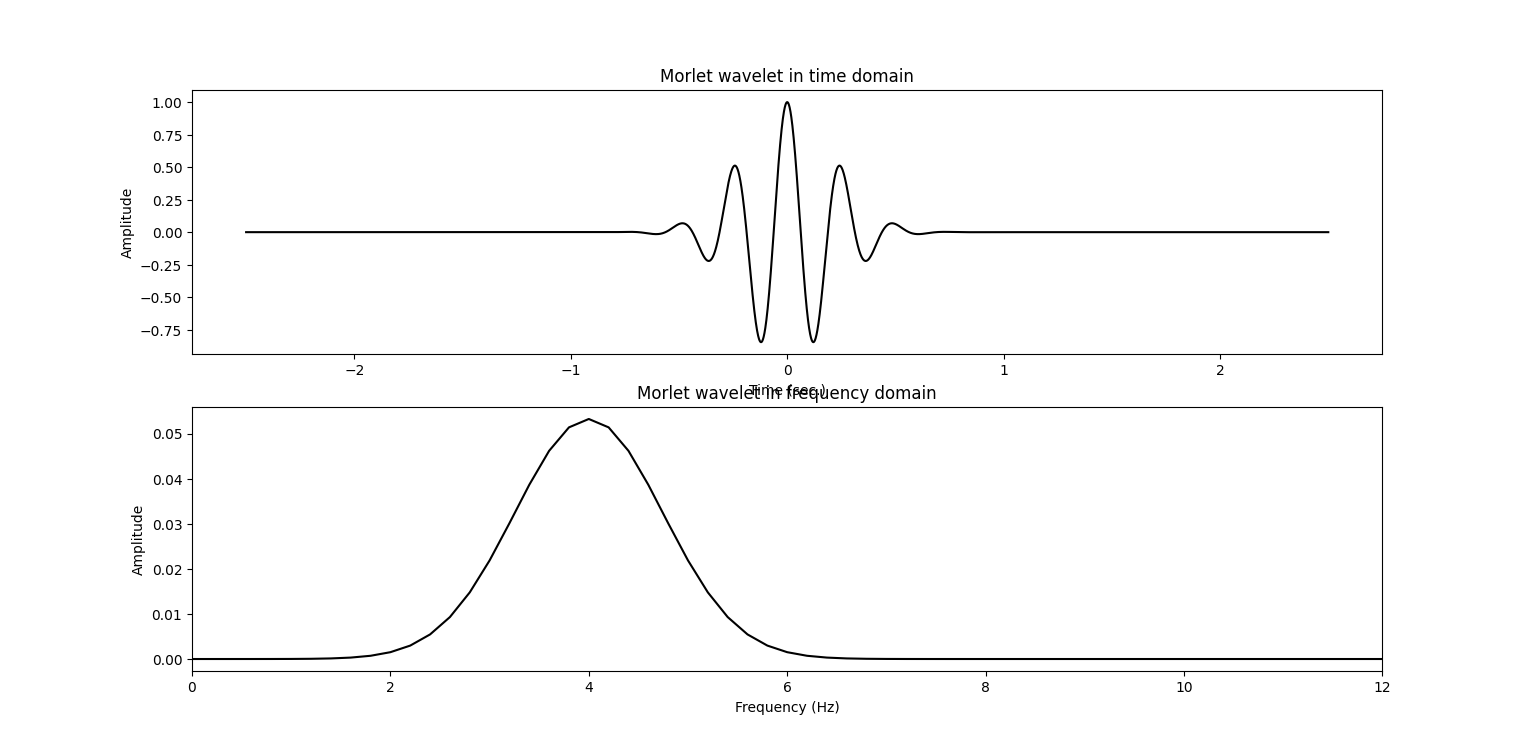 Morlet wavelet in time domain
1.00
0.75
0.50
0.25
0.00
−0.25
−0.50
−0.75
Amplitude
−2 −1 0 1 2
Time (sec.)
Morlet wavelet in frequency domain
0.05
0.04
0.03
0.02
0.01
0.00
Amplitude
0 2 4 6 8 10 12
Frequency (Hz)